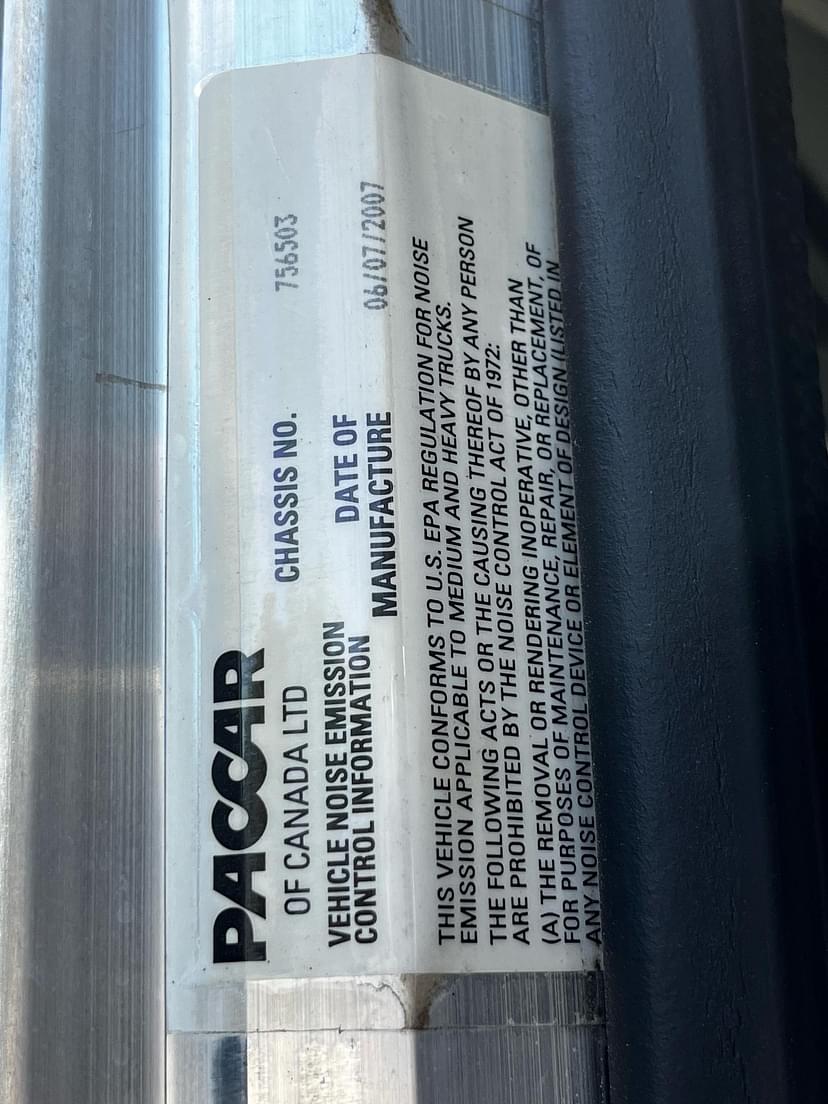 PACCAR
OF CANADA LTD
VEHICLE NOISE EMISSION
CONTROL INFORMATION
CHASSIS NO. 756503
DATE OF
MANUFACTURE 06/07/2007
THIS VEHICLE CONFORMS TO U.S. EPA REGULATION FOR NOISE
EMISSION APPLICABLE TO MEDIUM AND HEAVY TRUCKS.
THE FOLLOWING ACTS OR THE CAUSING THEREOF BY ANY PERSON
ARE PROHIBITED BY THE NOISE CONTROL ACT OF 1972:
(A) THE REMOVAL OR RENDERING INOPERATIVE, OTHER THAN
FOR PURPOSES OF MAINTENANCE, REPAIR, OR REPLACEMENT, OF
ANY NOISE CONTROL DEVICE OR ELEMENT OF DESIGN (LISTED IN